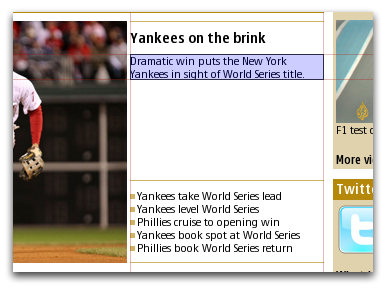 Yankees on the brink
Dramatic win puts the New York
Yankees in sight of World Series title.
Yankees take World Series lead
Yankees level World Series
Phillies cruise to opening win
Yankees book spot at World Series
Phillies book World Series return
F1 test
More
Twitte